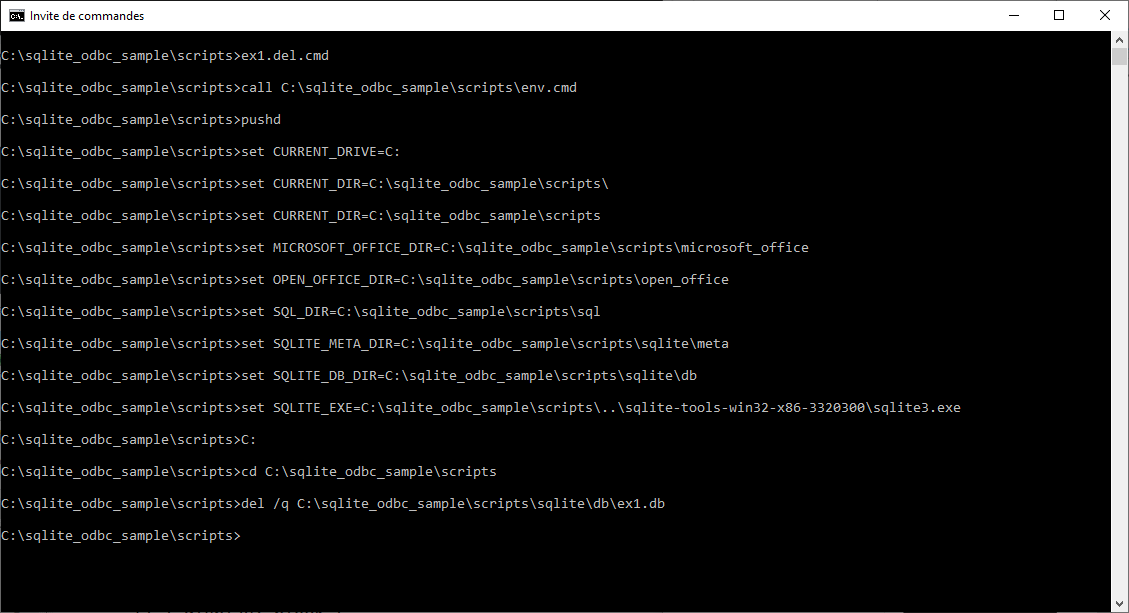 Invite de commandes
C:\sqlite_odbc_sample\scripts>ex1.del.cmd
C:\sqlite_odbc_sample\scripts>call C:\sqlite_odbc_sample\scripts\env.cmd
C:\sqlite_odbc_sample\scripts>pushd
C:\sqlite_odbc_sample\scripts>set CURRENT_DRIVE=C:
C:\sqlite_odbc_sample\scripts>set CURRENT_DIR=C:\sqlite_odbc_sample\scripts\
C:\sqlite_odbc_sample\scripts>set CURRENT_DIR=C:\sqlite_odbc_sample\scripts
C:\sqlite_odbc_sample\scripts>set MICROSOFT_OFFICE_DIR=C:\sqlite_odbc_sample\scripts\microsoft_office
C:\sqlite_odbc_sample\scripts>set OPEN_OFFICE_DIR=C:\sqlite_odbc_sample\scripts\open_office
C:\sqlite_odbc_sample\scripts>set SQL_DIR=C:\sqlite_odbc_sample\scripts\sql
C:\sqlite_odbc_sample\scripts>set SQLITE_META_DIR=C:\sqlite_odbc_sample\scripts\sqlite\meta
C:\sqlite_odbc_sample\scripts>set SQLITE_DB_DIR=C:\sqlite_odbc_sample\scripts\sqlite\db
C:\sqlite_odbc_sample\scripts>set SQLITE_EXE=C:\sqlite_odbc_sample\scripts\..\sqlite-tools-win32-x86-3320300\sqlite3.exe
C:\sqlite_odbc_sample\scripts>C:
C:\sqlite_odbc_sample\scripts>cd C:\sqlite_odbc_sample\scripts
C:\sqlite_odbc_sample\scripts>del /q C:\sqlite_odbc_sample\scripts\sqlite\db\ex1.db
C:\sqlite_odbc_sample\scripts>